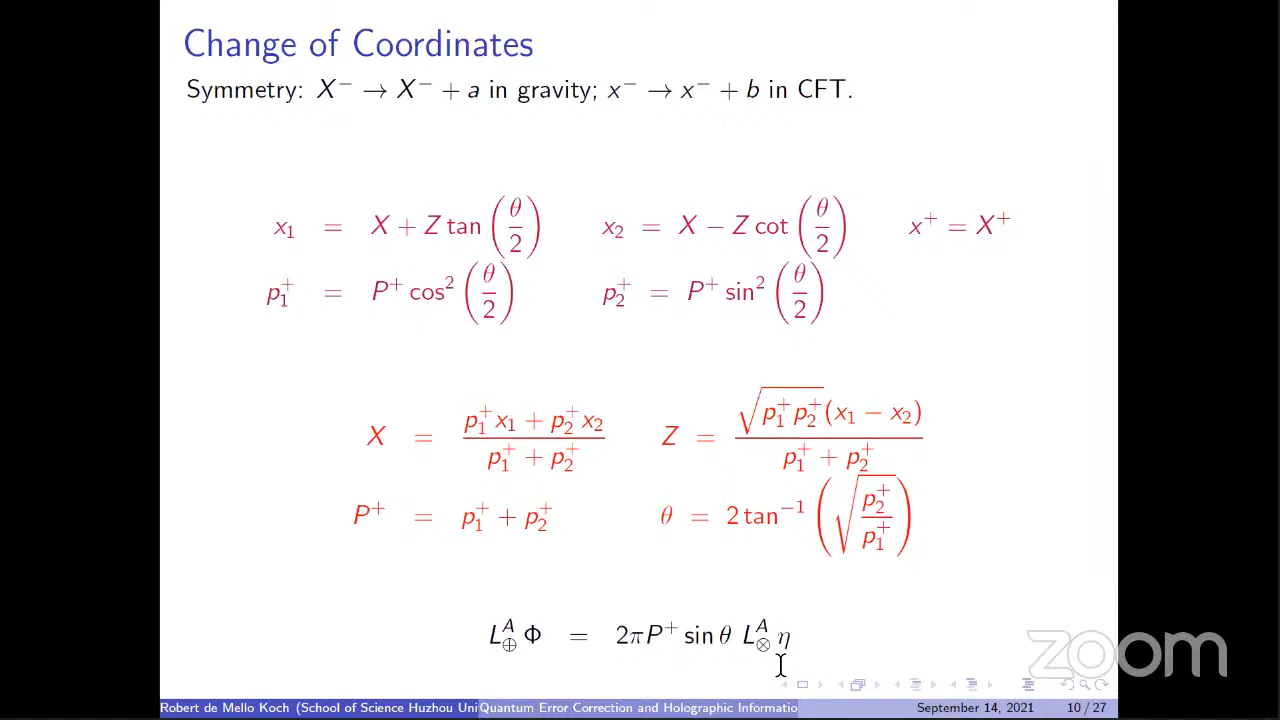 Change of Coordinates
Symmetry: X⁻ → X⁻ + a in gravity; x⁻ → x⁻ + b in CFT.
x₁ = X + Z tan(θ/2) x₂ = X − Z cot(θ/2) x⁺ = X⁺
p₁⁺ = P⁺ cos²(θ/2) p₂⁺ = P⁺ sin²(θ/2)
X = (p₁⁺x₁ + p₂⁺x₂)/(p₁⁺ + p₂⁺) Z = √(p₁⁺p₂⁺)(x₁ − x₂)/(p₁⁺ + p₂⁺)
P⁺ = p₁⁺ + p₂⁺ θ = 2 tan⁻¹(√(p₂⁺/p₁⁺))
L_⊕^A Φ = 2πP⁺ sin θ L_⊗^A η
zoom
Robert de Mello Koch (School of Science Huzhou Uni Quantum Error Correction and Holographic Informatio September 14, 2021 10 / 27